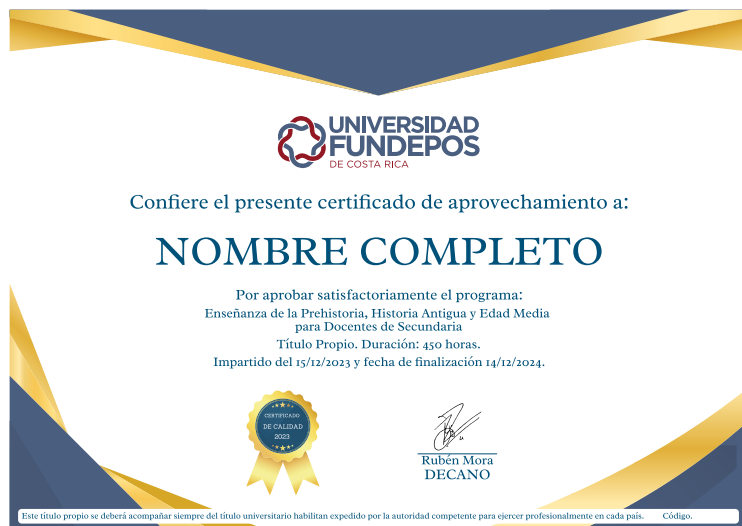 UNIVERSIDAD
FUNDEPOS
DE COSTA RICA
Confiere el presente certificado de aprovechamiento a:
NOMBRE COMPLETO
Por aprobar satisfactoriamente el programa:
Enseñanza de la Prehistoria, Historia Antigua y Edad Media
para Docentes de Secundaria
Título Propio. Duración: 450 horas.
Impartido del 15/12/2023 y fecha de finalización 14/12/2024.
CERTIFICADO
DE CALIDAD
2023
Rubén Mora
DECANO
Este título propio se deberá acompañar siempre del título universitario habilitan expedido por la autoridad competente para ejercer profesionalmente en cada país. Código.